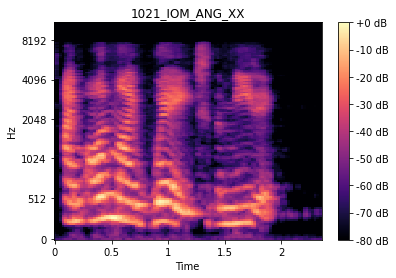 1021_IOM_ANG_XX
+0 dB
8192
-10 dB
4096
-20 dB
-30 dB
2048
Hz
-40 dB
1024
-50 dB
512
-60 dB
-70 dB
0
-80 dB
0 0.5 1 1.5 2
Time